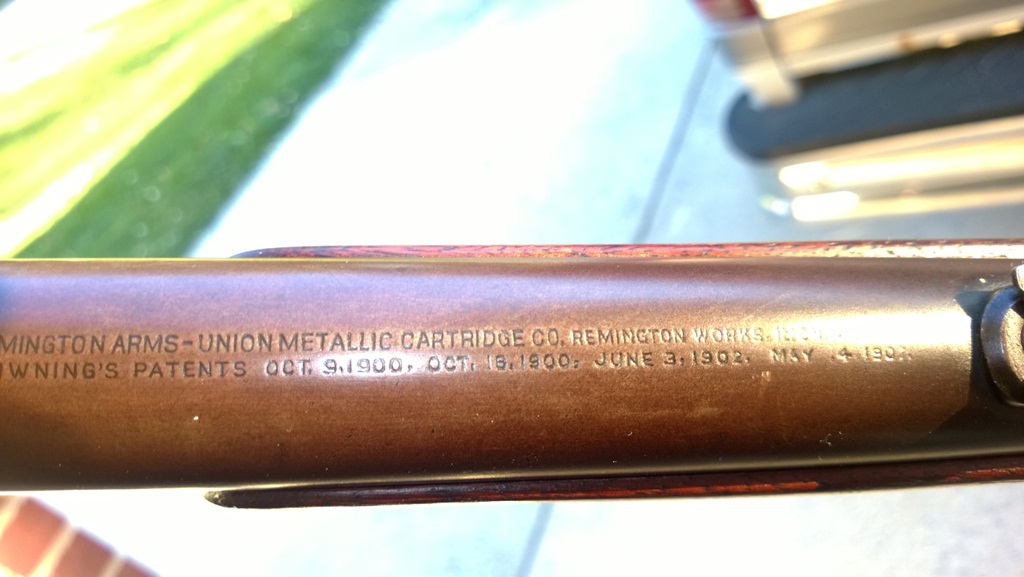 MINGTON ARMS-UNION METALLIC CARTRIDGE CO. REMINGTON WORKS.
OWNING'S PATENTS OCT. 9.1900. OCT. 16.1900. JUNE 3.1902. MAY